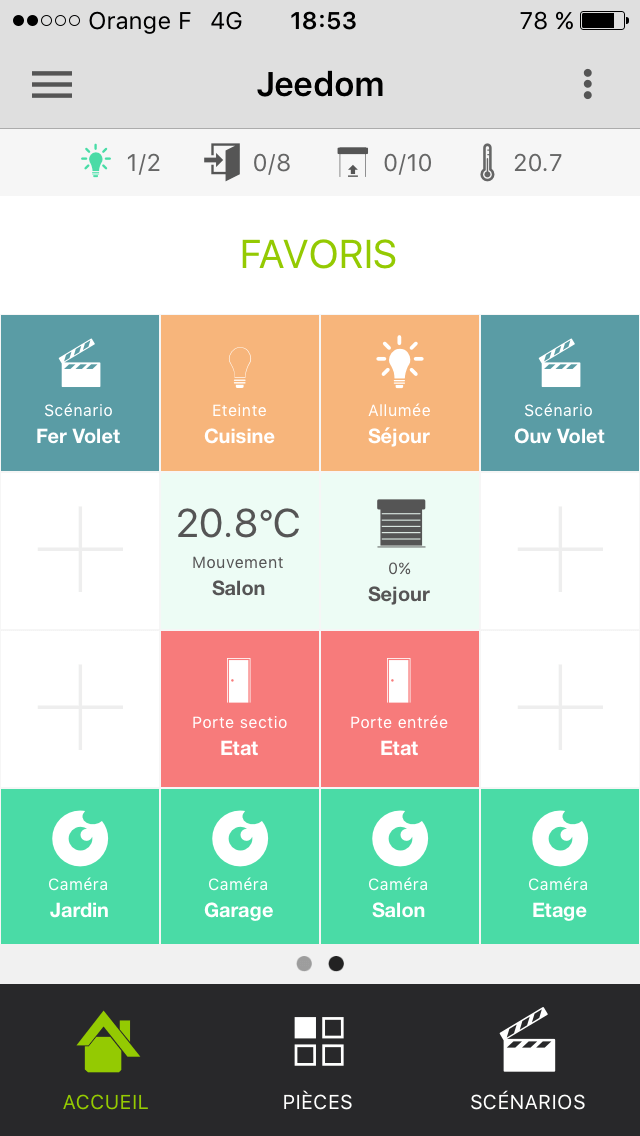 Orange F 4G 18:53 78 %
Jeedom
1/2 0/8 0/10 20.7
FAVORIS
Scénario Eteinte Allumée Scénario
Fer Volet Cuisine Séjour Ouv Volet
20.8°C
Mouvement 0%
Salon Sejour
Porte sectio Porte entrée
Etat Etat
Caméra Caméra Caméra Caméra
Jardin Garage Salon Etage
ACCUEIL PIÈCES SCÉNARIOS